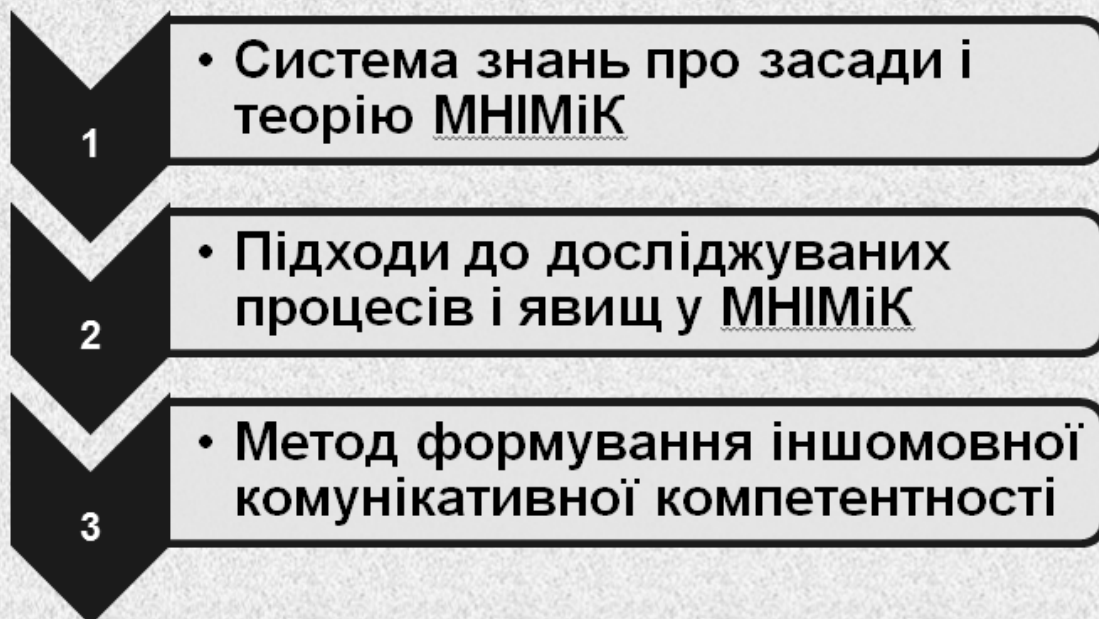 1
• Система знань про засади і
теорію МНІМіК
2
• Підходи до досліджуваних
процесів і явищ у МНІМіК
3
• Метод формування іншомовної
комунікативної компетентності